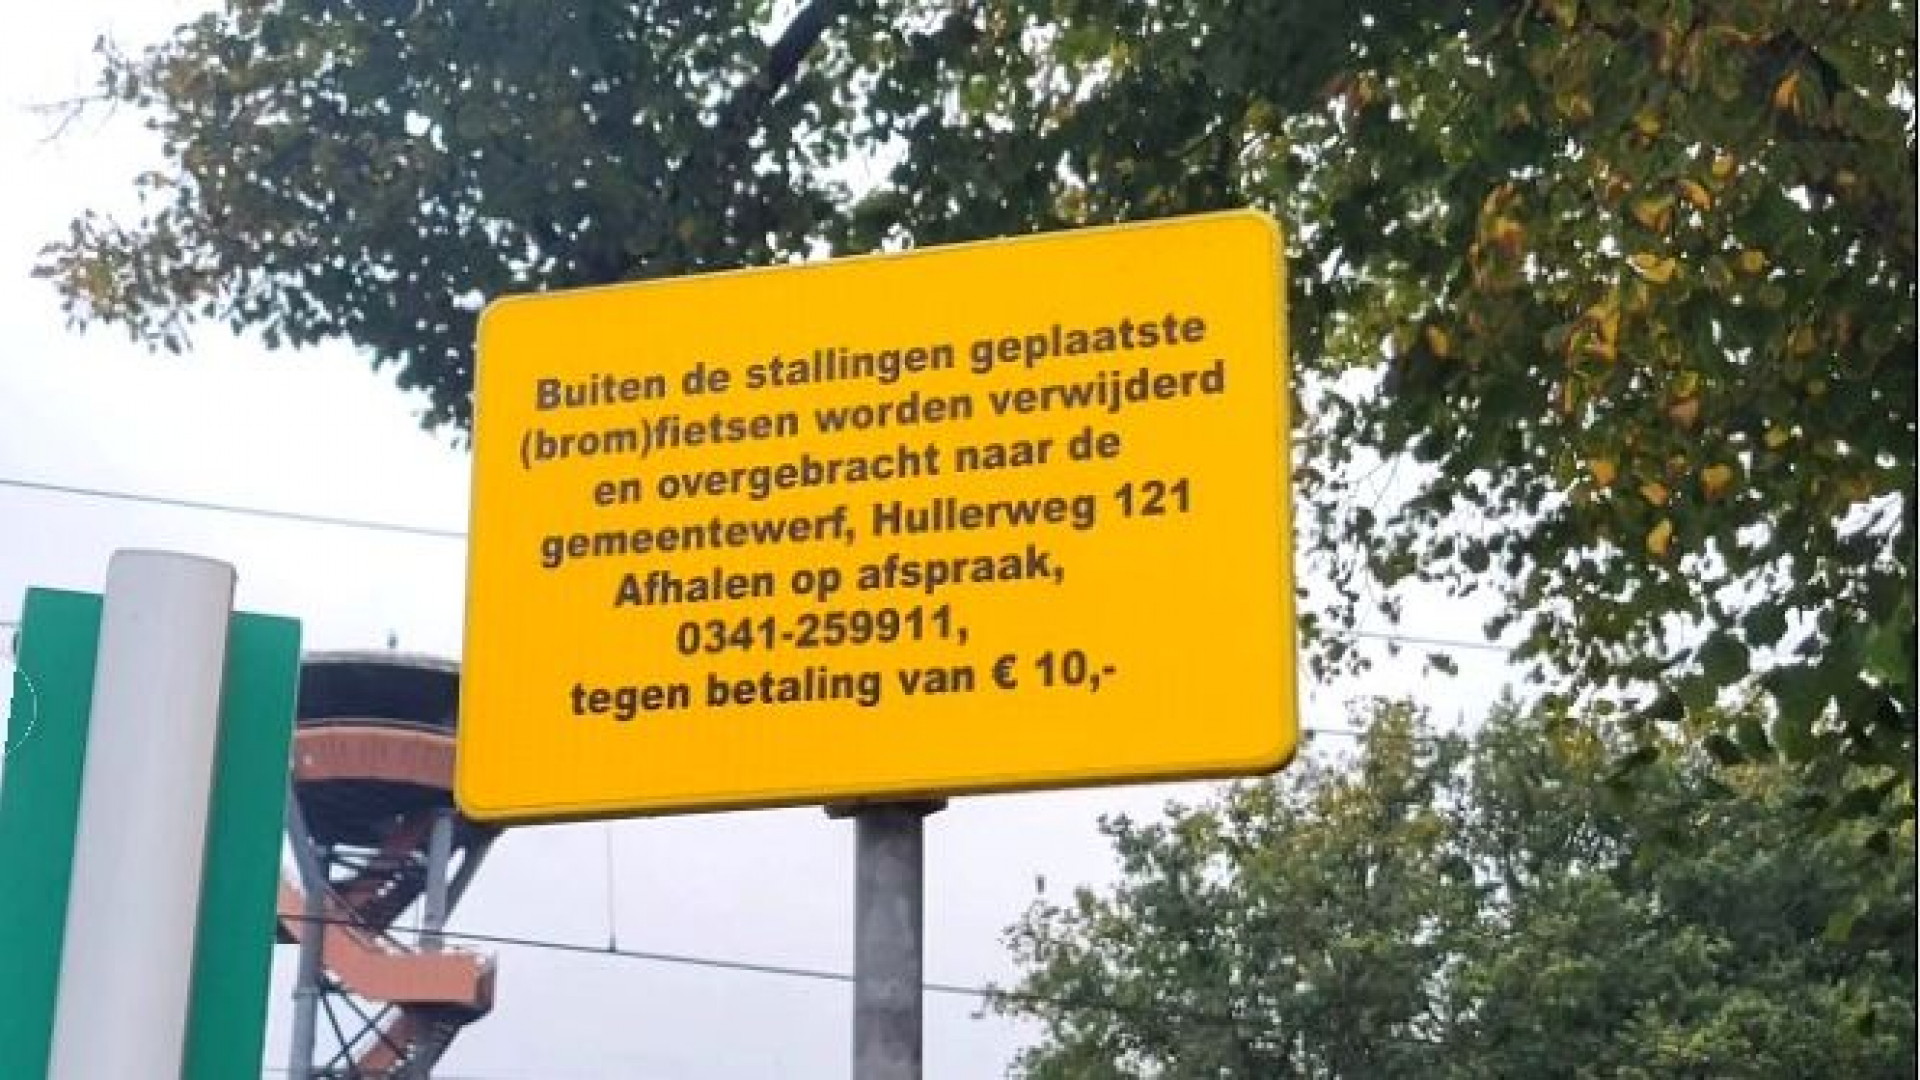 Buiten de stallingen geplaatste
(brom)fietsen worden verwijderd
en overgebracht naar de
gemeentewerf, Hullerweg 121
Afhalen op afspraak,
0341-259911,
tegen betaling van € 10,-